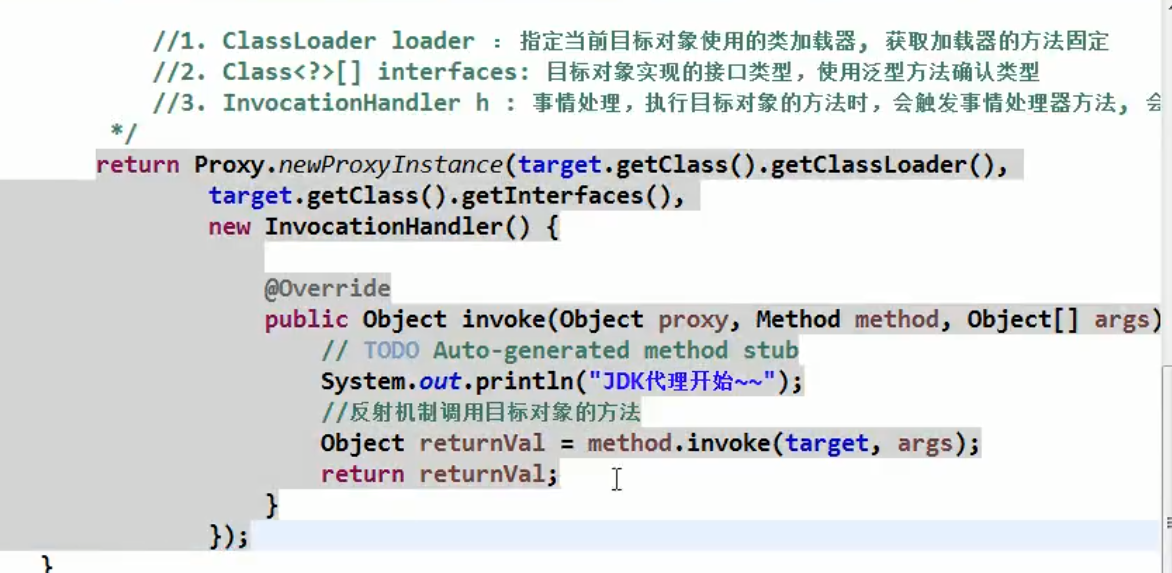 //1. ClassLoader loader : 指定当前目标对象使用的类加载器, 获取加载器的方法固定
//2. Class<?>[] interfaces: 目标对象实现的接口类型，使用泛型方法确认类型
//3. InvocationHandler h : 事情处理，执行目标对象的方法时，会触发事情处理器方法, 会
*/
return Proxy.newProxyInstance(target.getClass().getClassLoader(),
target.getClass().getInterfaces(),
new InvocationHandler() {
@Override
public Object invoke(Object proxy, Method method, Object[] args)
// TODO Auto-generated method stub
System.out.println("JDK代理开始~~");
//反射机制调用目标对象的方法
Object returnVal = method.invoke(target, args);
return returnVal;
}
});
}